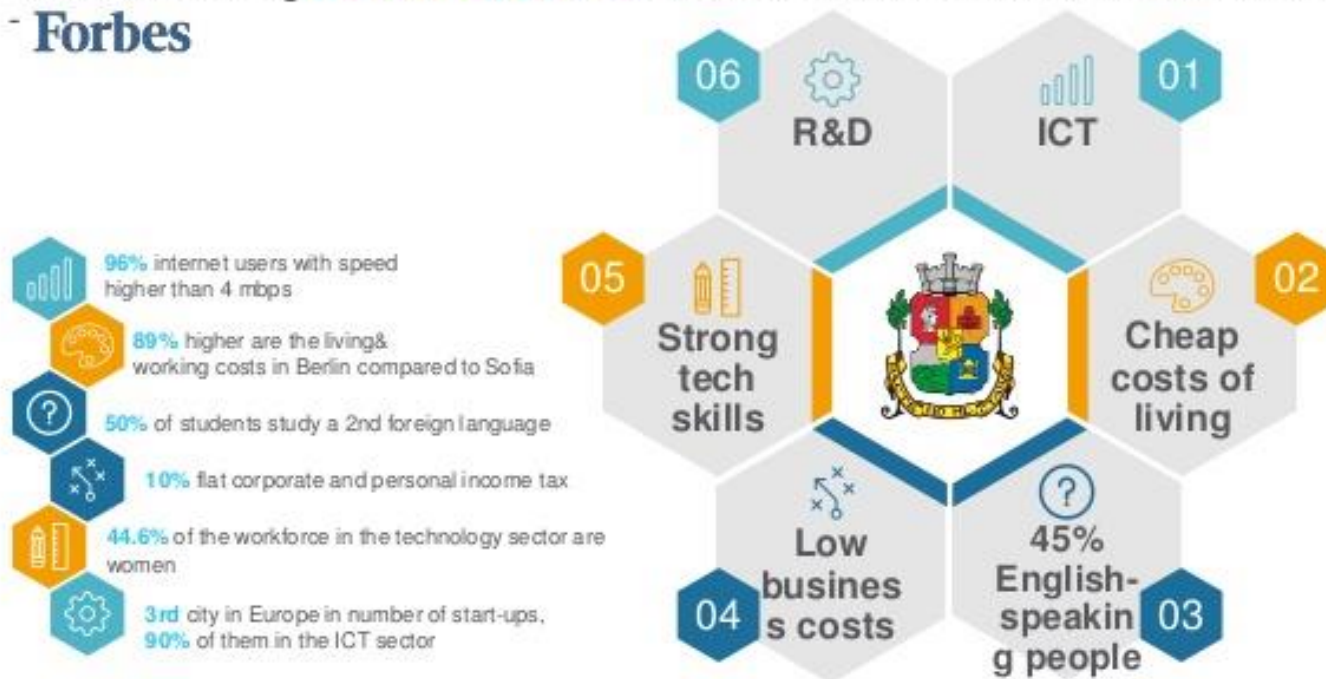 - Forbes
06
R&D
01
ICT
05
Strong
tech
skills
02
Cheap
costs of
living
04
Low
busines
s costs
03
45%
English-
speakin
g people
96% internet users with speed
higher than 4 mbps
89% higher are the living&
working costs in Berlin compared to Sofia
50% of students study a 2nd foreign language
10% flat corporate and personal income tax
44.6% of the workforce in the technology sector are
women
3rd city in Europe in number of start-ups,
90% of them in the ICT sector